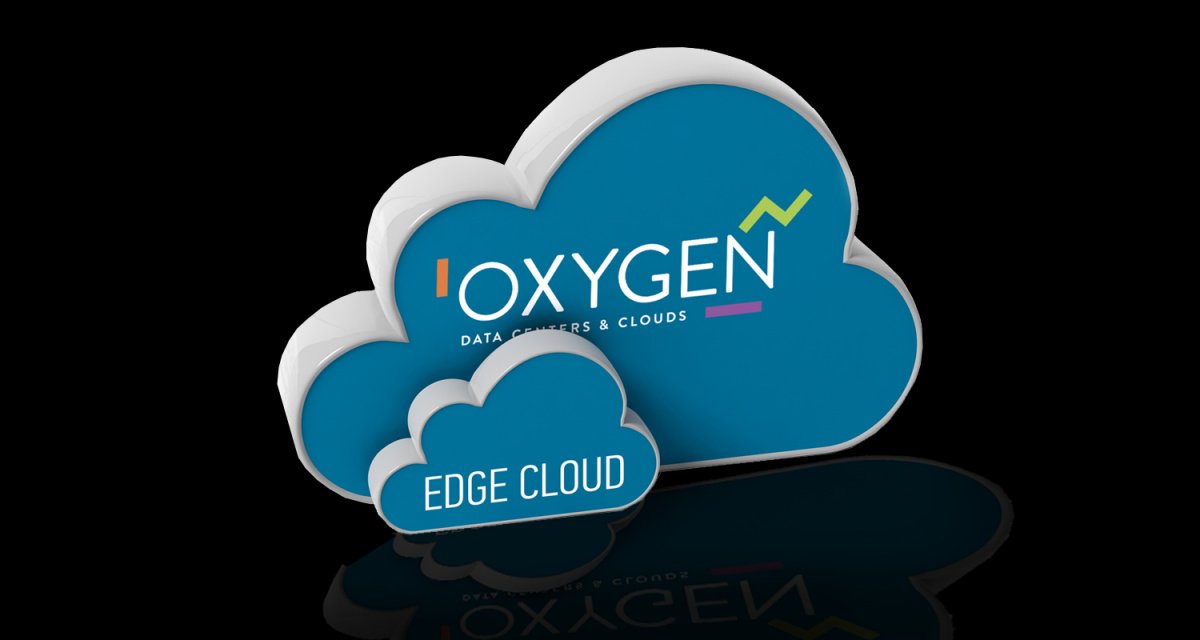 OXYGEN
DATA CENTERS & CLOUDS
EDGE CLOUD